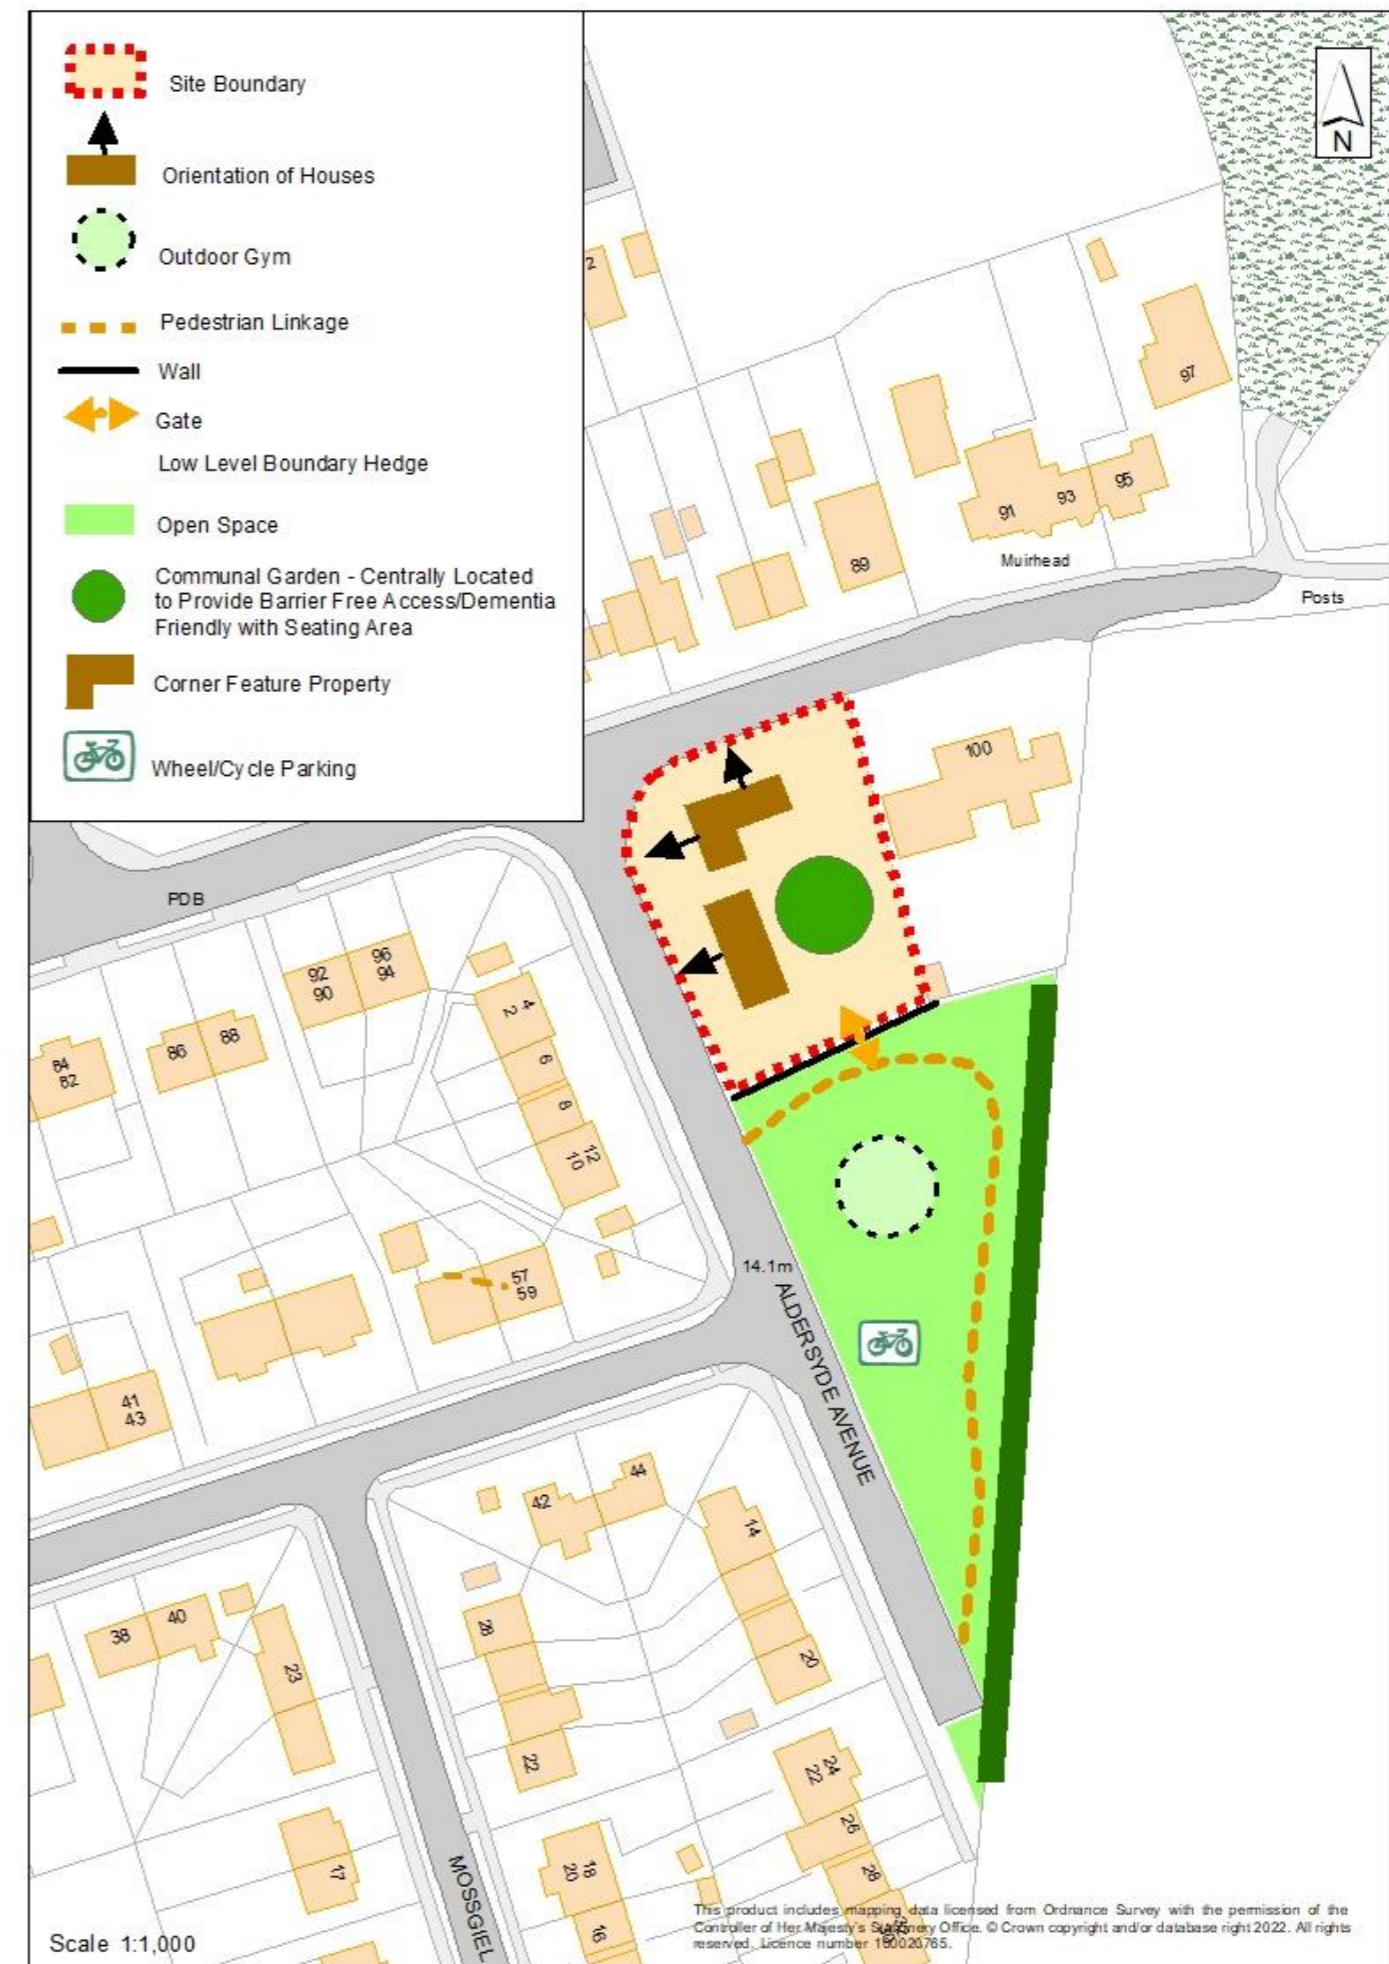 Site Boundary
Orientation of Houses
Outdoor Gym
Pedestrian Linkage
Wall
Gate
Low Level Boundary Hedge
Open Space
Communal Garden - Centrally Located
to Provide Barrier Free Access/Dementia
Friendly with Seating Area
Corner Feature Property
Wheel/Cycle Parking
N
2
97
95
93
91
89
Muirhead
Posts
100
PDB
96
94
92
90
88
86
84
82
2 4
6
8
10 12
57
59
14.1m
ALDERSYDE AVENUE
41
43
44
42
14
20
28
22
40
38
23
17
22 24
26
28
18
20
16
MOSSGIEL
Scale 1:1,000
This product includes mapping data licensed from Ordnance Survey with the permission of the
Controller of Her Majesty's Stationery Office. © Crown copyright and/or database right 2022. All rights
reserved. Licence number 100020765.